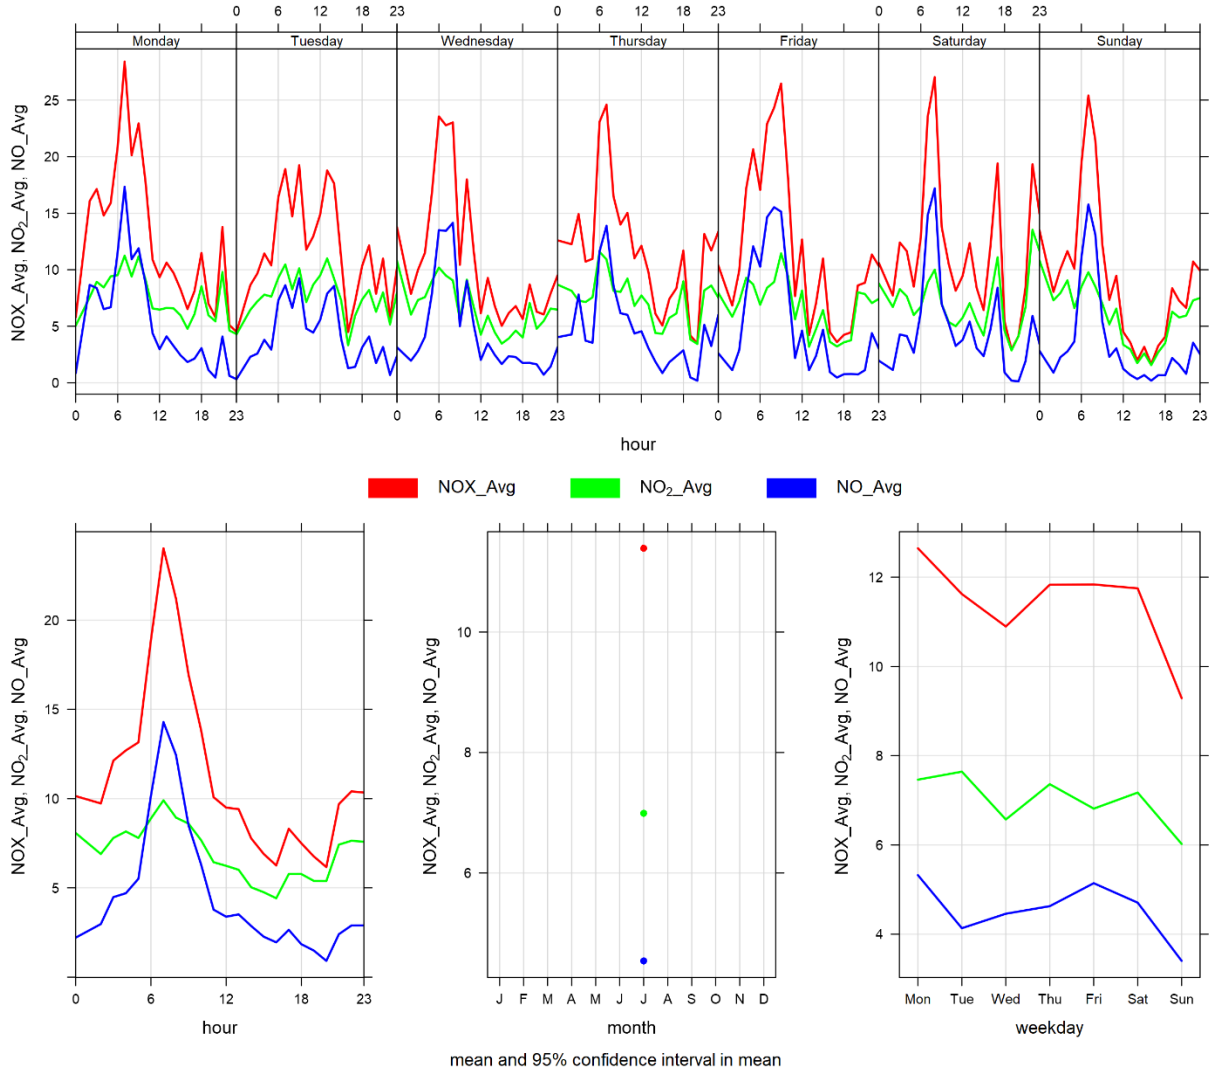 0 6 12 18 23 0 6 12 18 23 0 6 12 18 23
Monday Tuesday Wednesday Thursday Friday Saturday Sunday
NOX_Avg, NO₂_Avg, NO_Avg
25
20
15
10
5
0
0 6 12 18 23 0 6 12 18 23 0 6 12 18 23 0 6 12 18 23
hour
NOX_Avg NO₂_Avg NO_Avg
NOX_Avg, NO₂_Avg, NO_Avg
20
15
10
5
0 6 12 18 23
hour
NOX_Avg, NO₂_Avg, NO_Avg
10
8
6
J F M A M J J A S O N D
month
NOX_Avg, NO₂_Avg, NO_Avg
12
10
8
6
4
Mon Tue Wed Thu Fri Sat Sun
weekday
mean and 95% confidence interval in mean